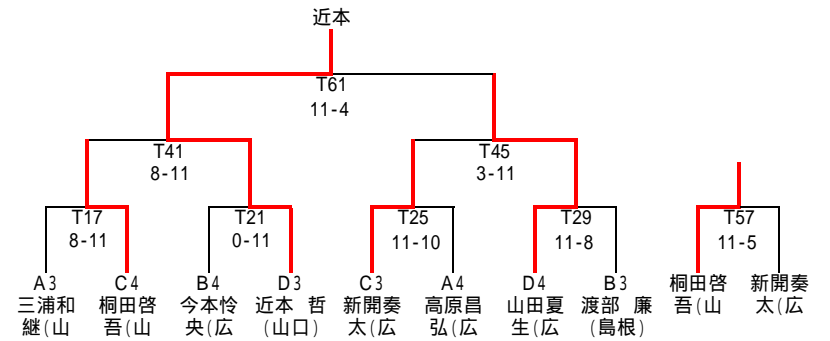 近本
T61
11-4
T41
8-11
T45
3-11
T17
8-11
T21
0-11
T25
11-10
T29
11-8
T57
11-5
A3
三浦和
継(山
C4
桐田啓
吾(山
B4
今本怜
央(広
D3
近本 哲
(山口)
C3
新開奏
太(広
A4
高原昌
弘(広
D4
山田夏
生(広
B3
渡部 廉
(島根)
桐田啓
吾(山
新開奏
太(広